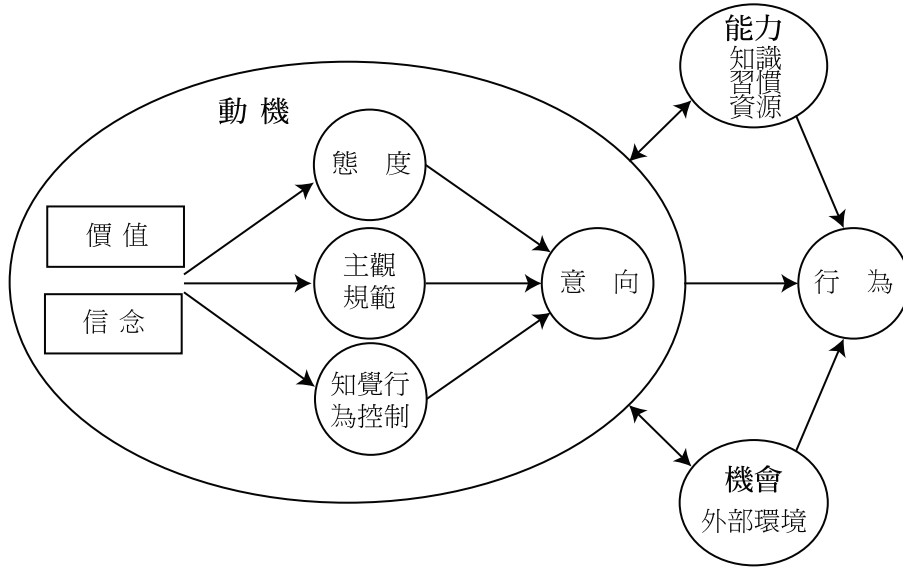 能力
知識
習慣
資源
動機
態度
價值
主觀
規範
意向
行為
信念
知覺行
為控制
機會
外部環境